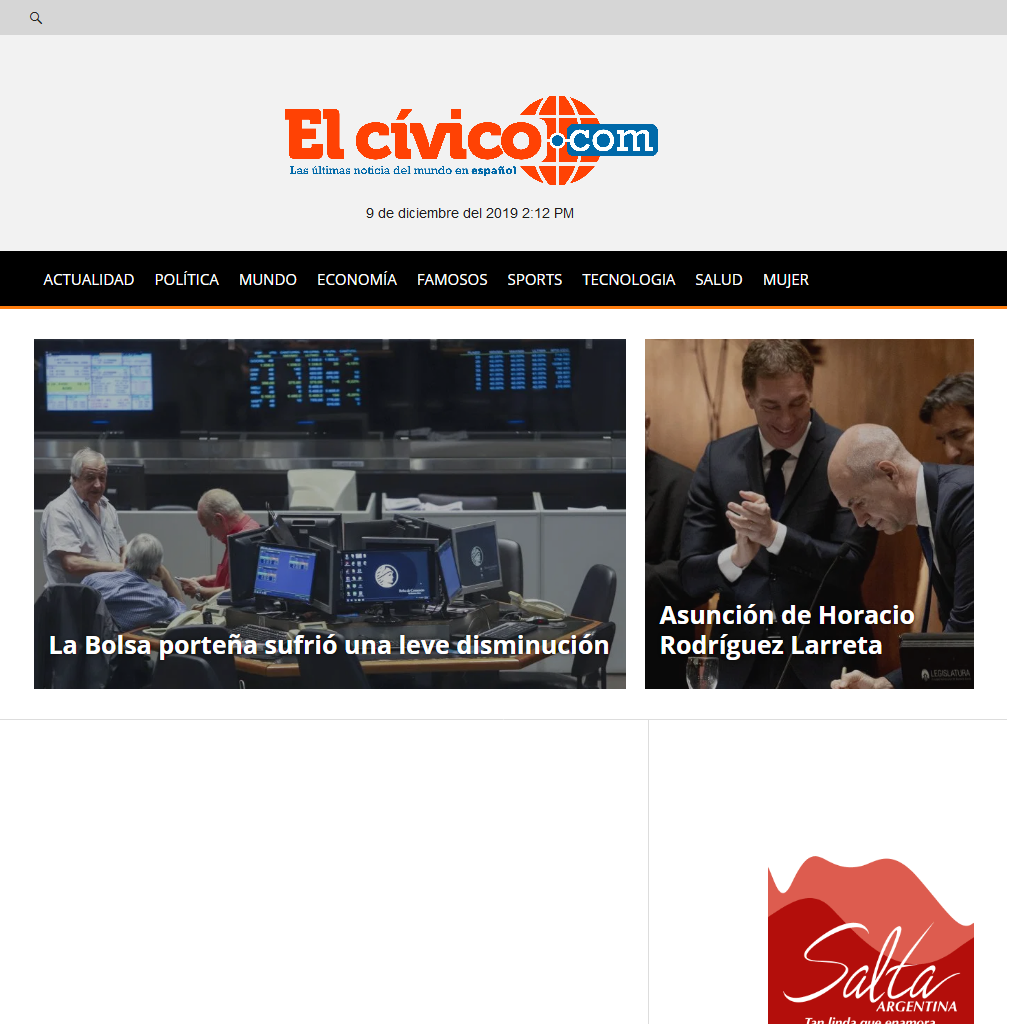 El cívico.com
Las últimas noticia del mundo en español
9 de diciembre del 2019 2:12 PM
ACTUALIDAD POLÍTICA MUNDO ECONOMÍA FAMOSOS SPORTS TECNOLOGIA SALUD MUJER
La Bolsa porteña sufrió una leve disminución
Asunción de Horacio
Rodríguez Larreta
LEGISLATURA
Salta
ARGENTINA
Tan linda que enamora